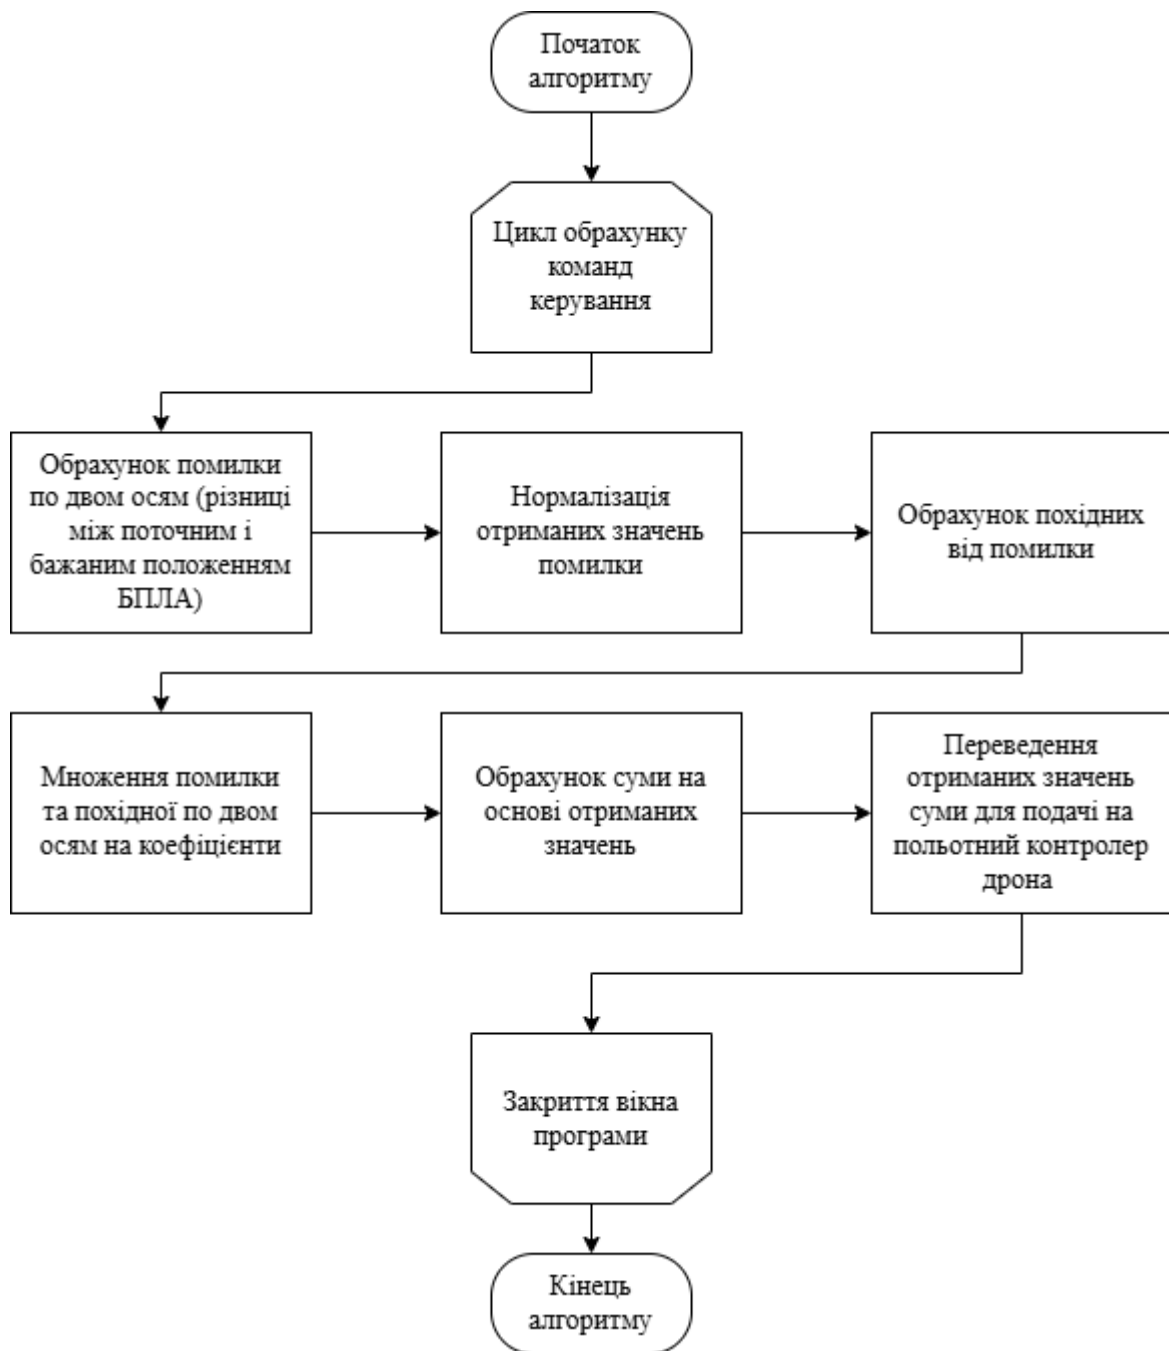 Початок
алгоритму
Цикл обрахунку
команд
керування
Обрахунок помилки
по двом осям (різниці
між поточним і
бажаним положенням
БПЛА)
Нормалізація
отриманих значень
помилки
Обрахунок похідних
від помилки
Множення помилки
та похідної по двом
осям на коефіцієнти
Обрахунок суми на
основі отриманих
значень
Переведення
отриманих значень
суми для подачі на
польотний контролер
дрона
Закриття вікна
програми
Кінець
алгоритму